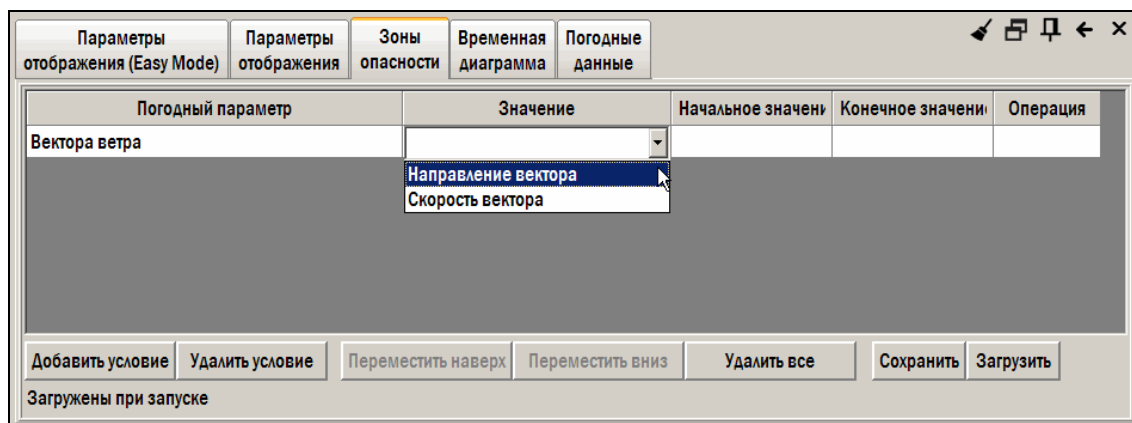 Параметры отображения (Easy Mode)
Параметры отображения
Зоны опасности
Временная диаграмма
Погодные данные
Погодный параметр Значение Начальное значени Конечное значени Операция
Вектора ветра
Направление вектора
Скорость вектора
Добавить условие Удалить условие Переместить наверх Переместить вниз Удалить все Сохранить Загрузить
Загружены при запуске